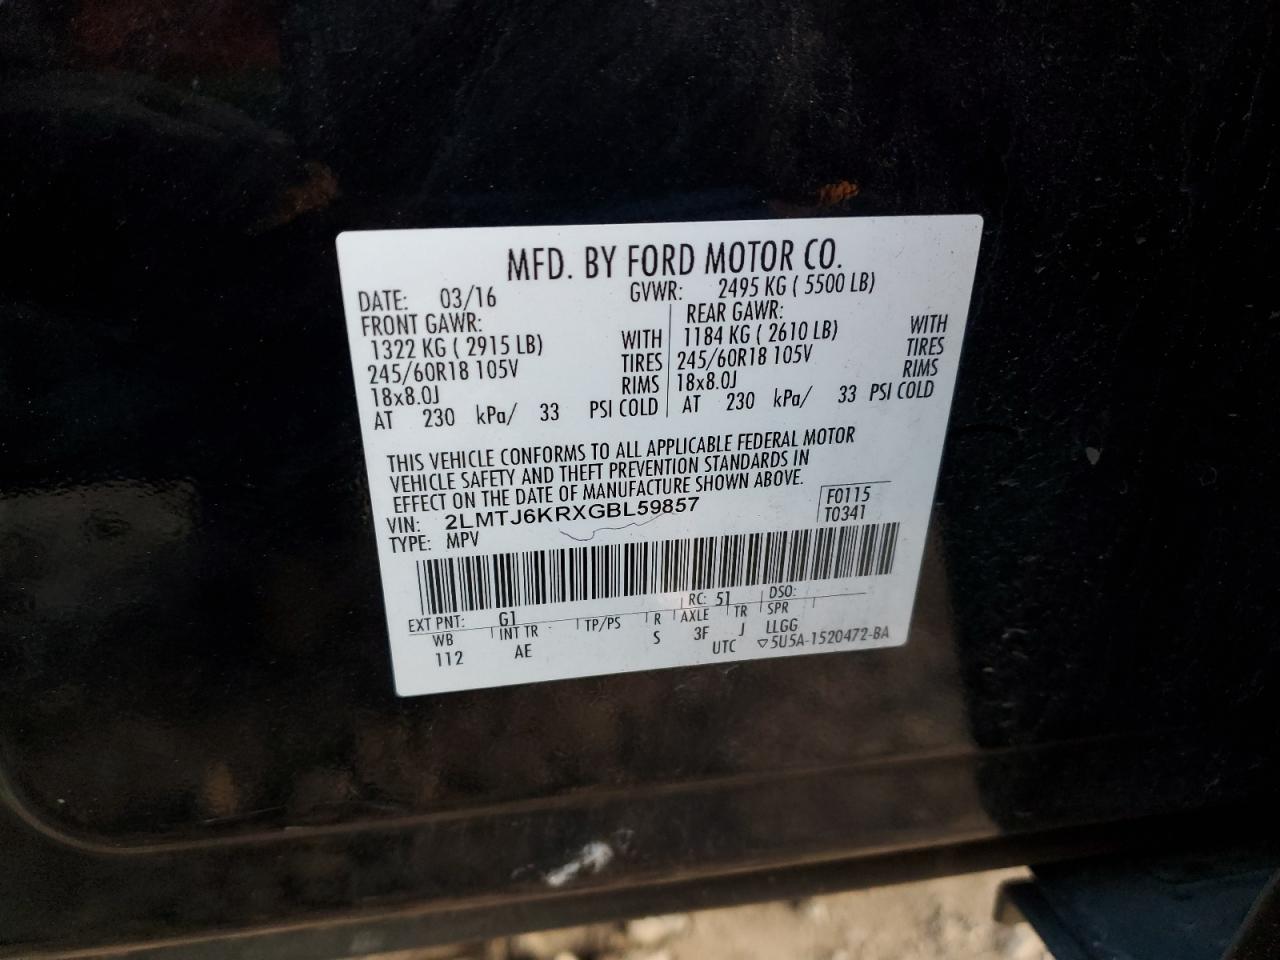 MFD. BY FORD MOTOR CO.
DATE: 03/16 GVWR: 2495 KG ( 5500 LB)
FRONT GAWR: REAR GAWR:
1322 KG ( 2915 LB) WITH 1184 KG ( 2610 LB) WITH
245/60R18 105V TIRES 245/60R18 105V TIRES
18x8.0J RIMS 18x8.0J RIMS
AT 230 kPa/ 33 PSI COLD AT 230 kPa/ 33 PSI COLD
THIS VEHICLE CONFORMS TO ALL APPLICABLE FEDERAL MOTOR
VEHICLE SAFETY AND THEFT PREVENTION STANDARDS IN
EFFECT ON THE DATE OF MANUFACTURE SHOWN ABOVE.
VIN: 2LMTJ6KRXGBL59857 F0115
TYPE: MPV T0341
EXT PNT: G1 RC: 51 DSO:
WB INT TR TP/PS R AXLE TR SPR
112 AE S 3F J LLGG
UTC ▽5U5A-1520472-BA